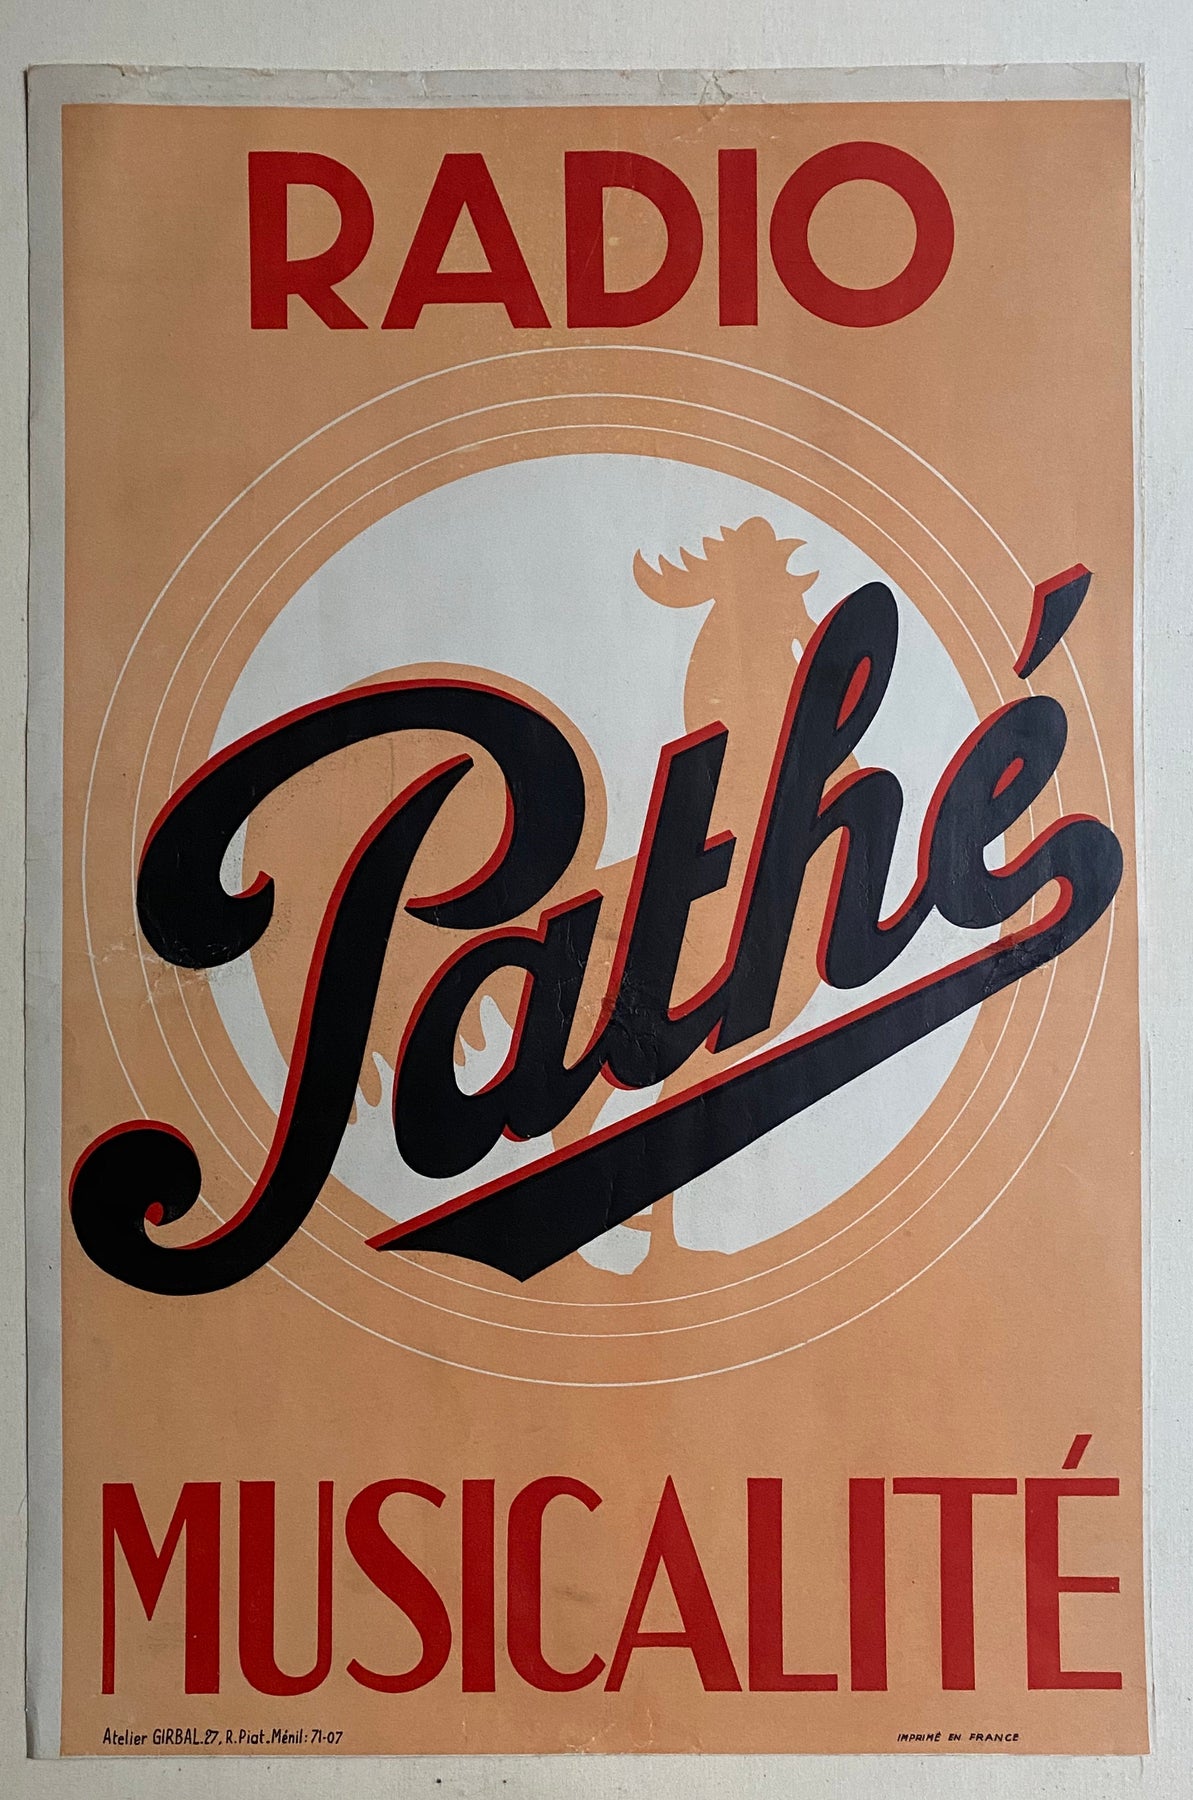 RADIO
Pathé
MUSICALITÉ
Atelier GIRBAL.27, R. Piat. Ménil: 71-07
IMPRIMÉ EN FRANCE